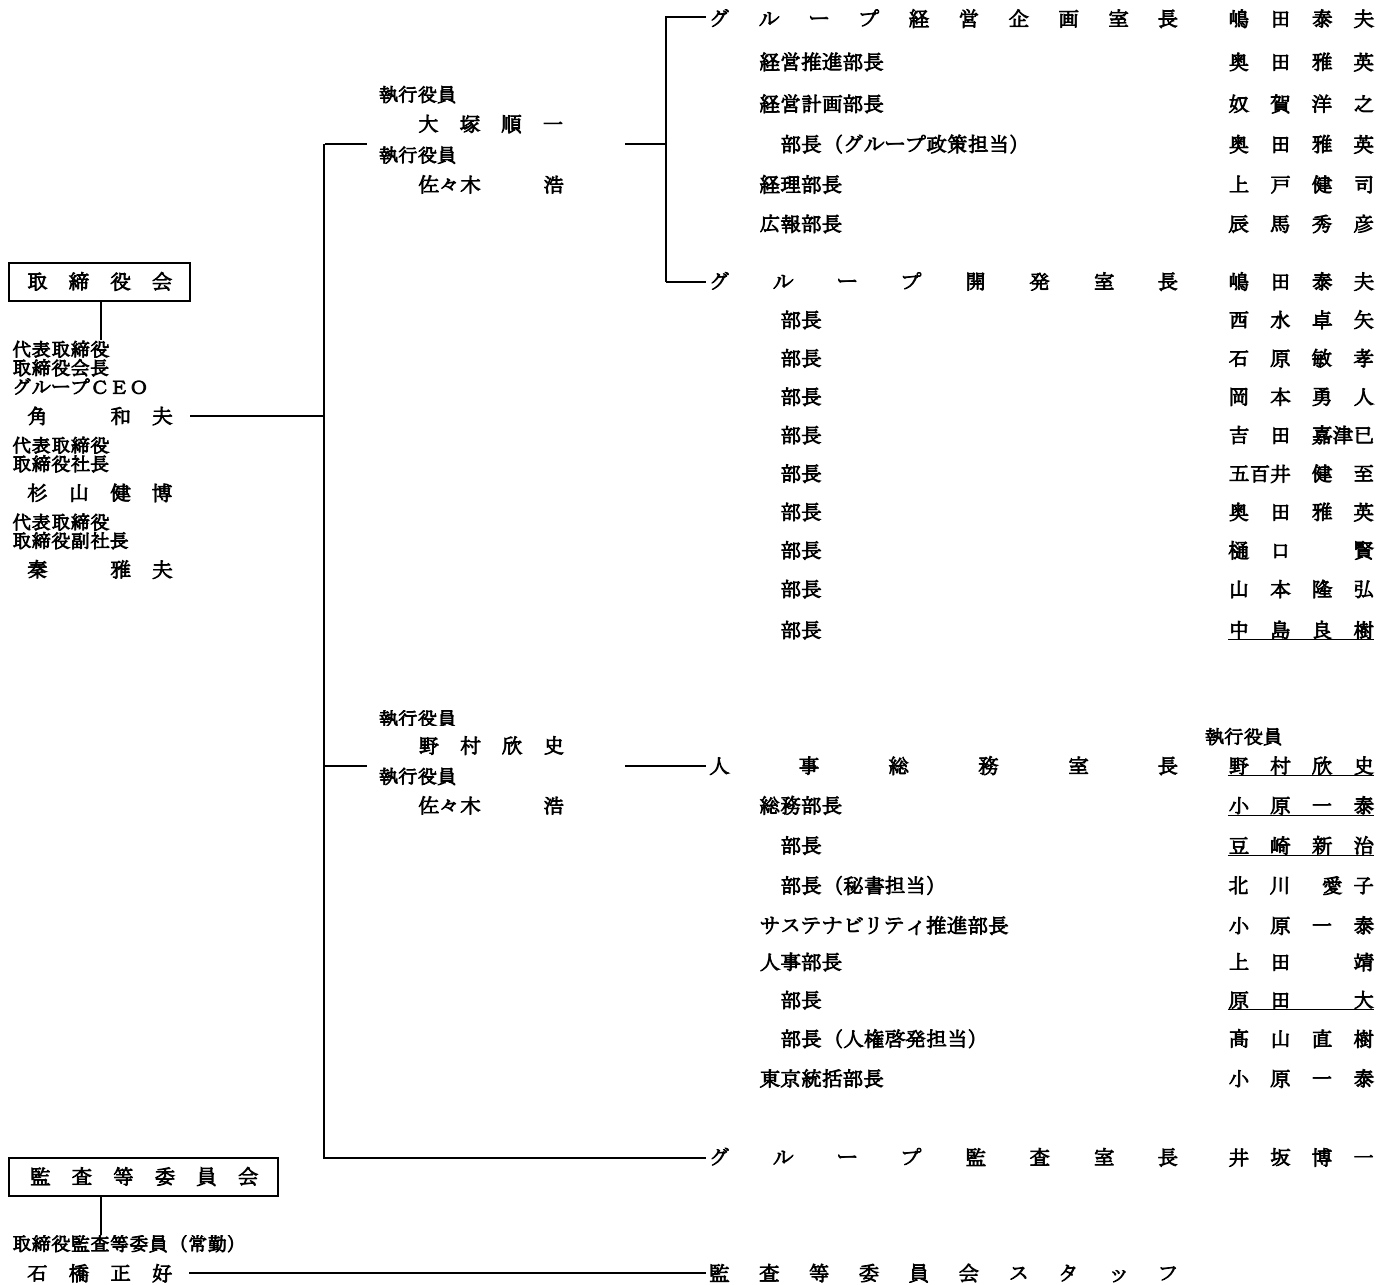 取締役会
代表取締役
取締役会長
グループＣＥＯ
角 和夫
代表取締役
取締役社長
杉山健博
代表取締役
取締役副社長
秦 雅夫
執行役員
大塚順一
執行役員
佐々木 浩
グループ経営企画室長 嶋田泰夫
経営推進部長 奥田雅英
経営計画部長 奴賀洋之
部長（グループ政策担当） 奥田雅英
経理部長 上戸健司
広報部長 辰馬秀彦
グループ開発室長 嶋田泰夫
部長 西水卓矢
部長 石原敏孝
部長 岡本勇人
部長 吉田嘉津巳
部長 五百井健至
部長 奥田雅英
部長 樋口 賢
部長 山本隆弘
部長 中島良樹
執行役員
野村欣史
執行役員
佐々木 浩
執行役員
人事総務室長 野村欣史
総務部長 小原一泰
部長 豆崎新治
部長（秘書担当） 北川愛子
サステナビリティ推進部長 小原一泰
人事部長 上田 靖
部長 原田 大
部長（人権啓発担当） 髙山直樹
東京統括部長 小原一泰
グループ監査室長 井坂博一
監査等委員会
取締役監査等委員（常勤）
石橋正好
監査等委員会スタッフ